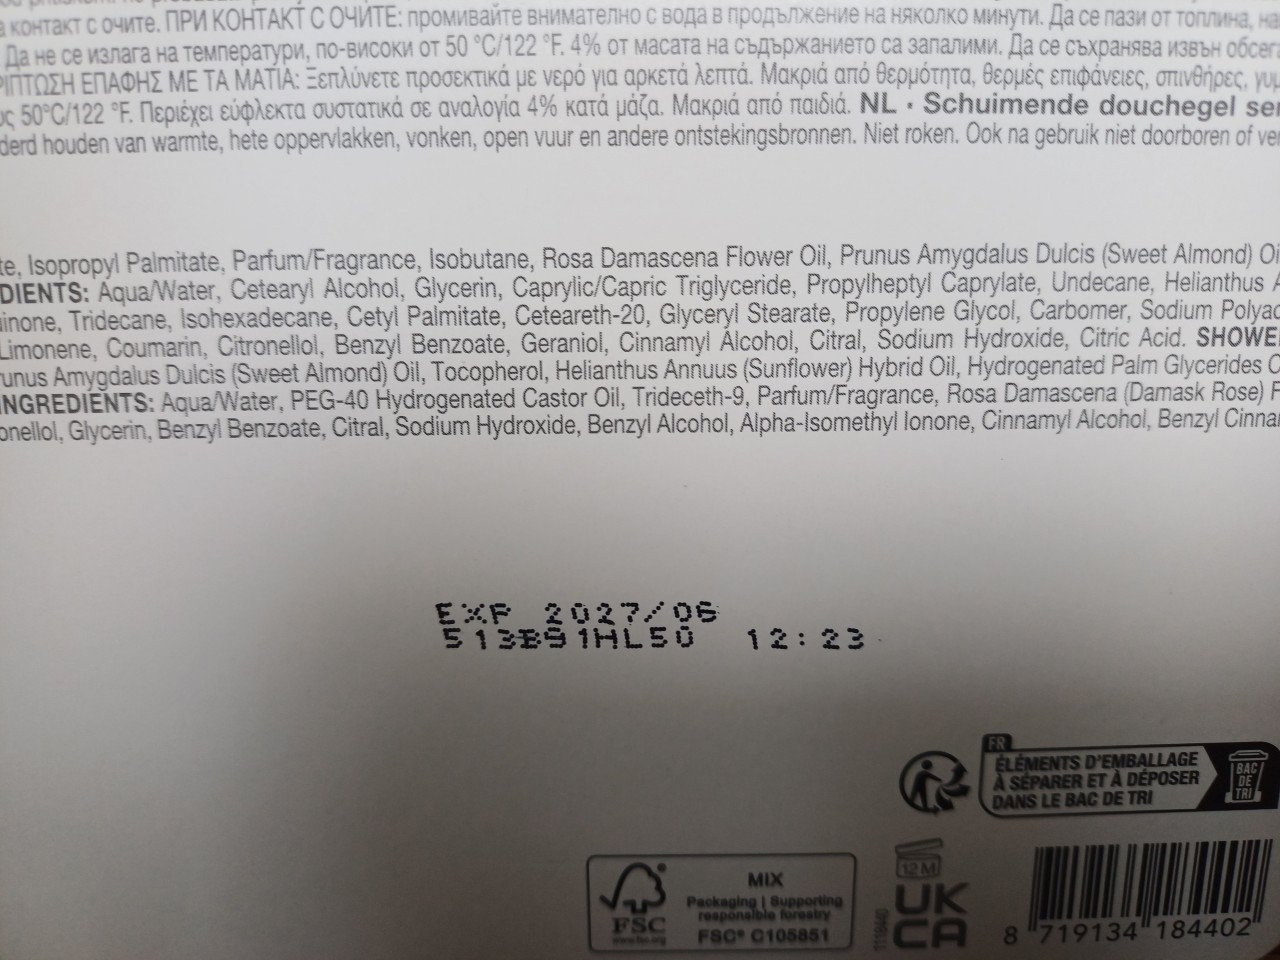 контакт с очите. ПРИ КОНТАКТ С ОЧИТЕ: промивайте внимателно с вода в продължение на няколко минути. Да се пази от топлина,
Да не се излага на температури, по-високи от 50 °C/122 °F. 4% от масата на съдържанието са запалими. Да се съхранява извън
ΕΠΑΦΗΣ ΜΕ ΤΑ ΜΑΤΙΑ: Ξεπλύνετε προσεκτικά με νερό για αρκετά λεπτά. Μακριά από θερμότητα, θερμές επιφάνειες, σπινθήρες,
50°C/122 °F. Περιέχει εύφλεκτα συστατικά σε αναλογία 4% κατά μάζα. Μακριά από παιδιά. NL • Schuimende douchegel
houden van warmte, hete oppervlakken, vonken, open vuur en andere ontstekingsbronnen. Niet roken. Ook na gebruik niet doorboren of
Isopropyl Palmitate, Parfum/Fragrance, Isobutane, Rosa Damascena Flower Oil, Prunus Amygdalus Dulcis (Sweet Almond)
DIENTS: Aqua/Water, Cetearyl Alcohol, Glycerin, Caprylic/Capric Triglyceride, Propylheptyl Caprylate, Undecane, Helianthus
inone, Tridecane, Isohexadecane, Cetyl Palmitate, Ceteareth-20, Glyceryl Stearate, Propylene Glycol, Carbomer, Sodium
Limonene, Coumarin, Citronellol, Benzyl Benzoate, Geraniol, Cinnamyl Alcohol, Citral, Sodium Hydroxide, Citric Acid. SHOWE
runus Amygdalus Dulcis (Sweet Almond) Oil, Tocopherol, Helianthus Annuus (Sunflower) Hybrid Oil, Hydrogenated Palm Glycerides
INGREDIENTS: Aqua/Water, PEG-40 Hydrogenated Castor Oil, Trideceth-9, Parfum/Fragrance, Rosa Damascena (Damask Rose)
onellol, Glycerin, Benzyl Benzoate, Citral, Sodium Hydroxide, Benzyl Alcohol, Alpha-Isomethyl Ionone, Cinnamyl Alcohol, Benzyl
EXP 2027/06
513B91HL50 12:23
FR
ÉLÉMENTS D'EMBALLAGE
À SÉPARER ET À DÉPOSER
DANS LE BAC DE TRI
BAC
DE
TRI
MIX
Packaging | Supporting
responsible forestry
FSC® C105851
FSC
www.fsc.org
12 M
UK
CA
8 719134 184402